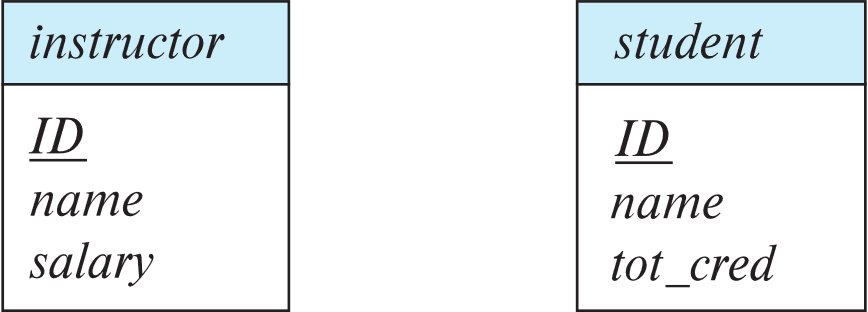 instructor
ID
name
salary
student
ID
name
tot_cred